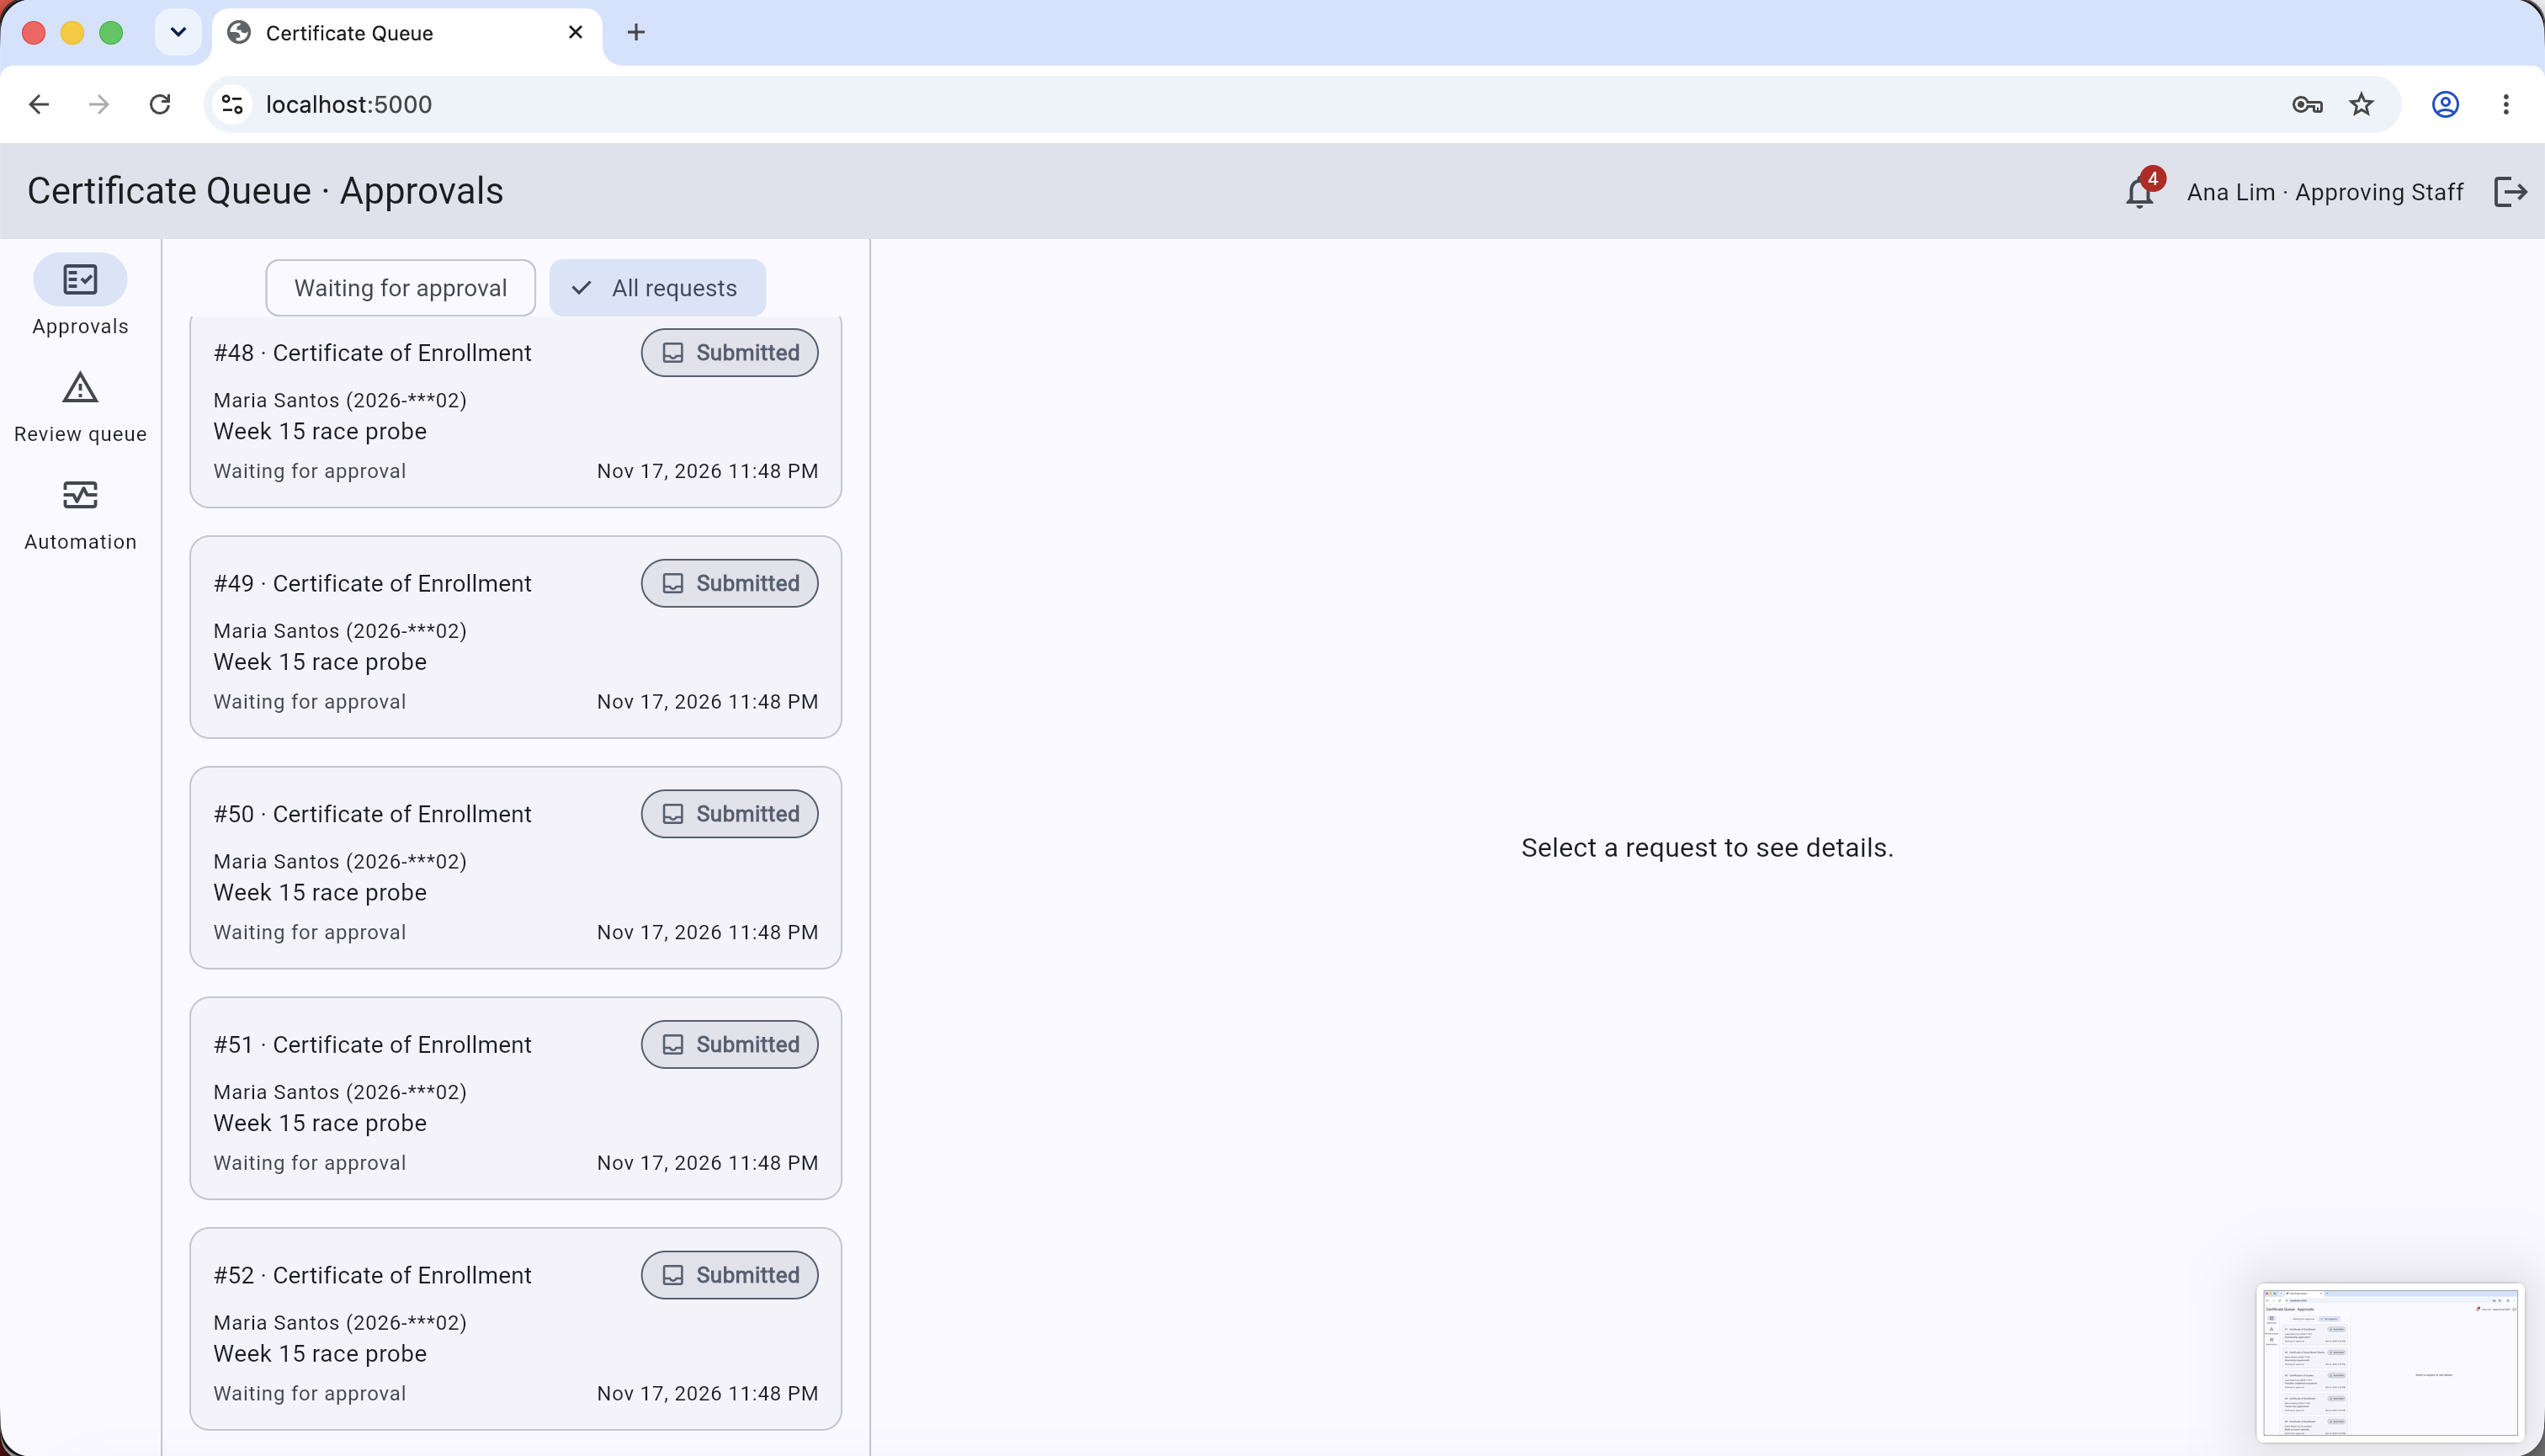 Certificate Queue
localhost:5000
Certificate Queue · Approvals
4
Ana Lim · Approving Staff
Approvals
Review queue
Automation
Waiting for approval
All requests
#48 · Certificate of Enrollment
Submitted
Maria Santos (2026-***02)
Week 15 race probe
Waiting for approval
Nov 17, 2026 11:48 PM
#49 · Certificate of Enrollment
Submitted
Maria Santos (2026-***02)
Week 15 race probe
Waiting for approval
Nov 17, 2026 11:48 PM
#50 · Certificate of Enrollment
Submitted
Maria Santos (2026-***02)
Week 15 race probe
Waiting for approval
Nov 17, 2026 11:48 PM
#51 · Certificate of Enrollment
Submitted
Maria Santos (2026-***02)
Week 15 race probe
Waiting for approval
Nov 17, 2026 11:48 PM
#52 · Certificate of Enrollment
Submitted
Maria Santos (2026-***02)
Week 15 race probe
Waiting for approval
Nov 17, 2026 11:48 PM
Select a request to see details.